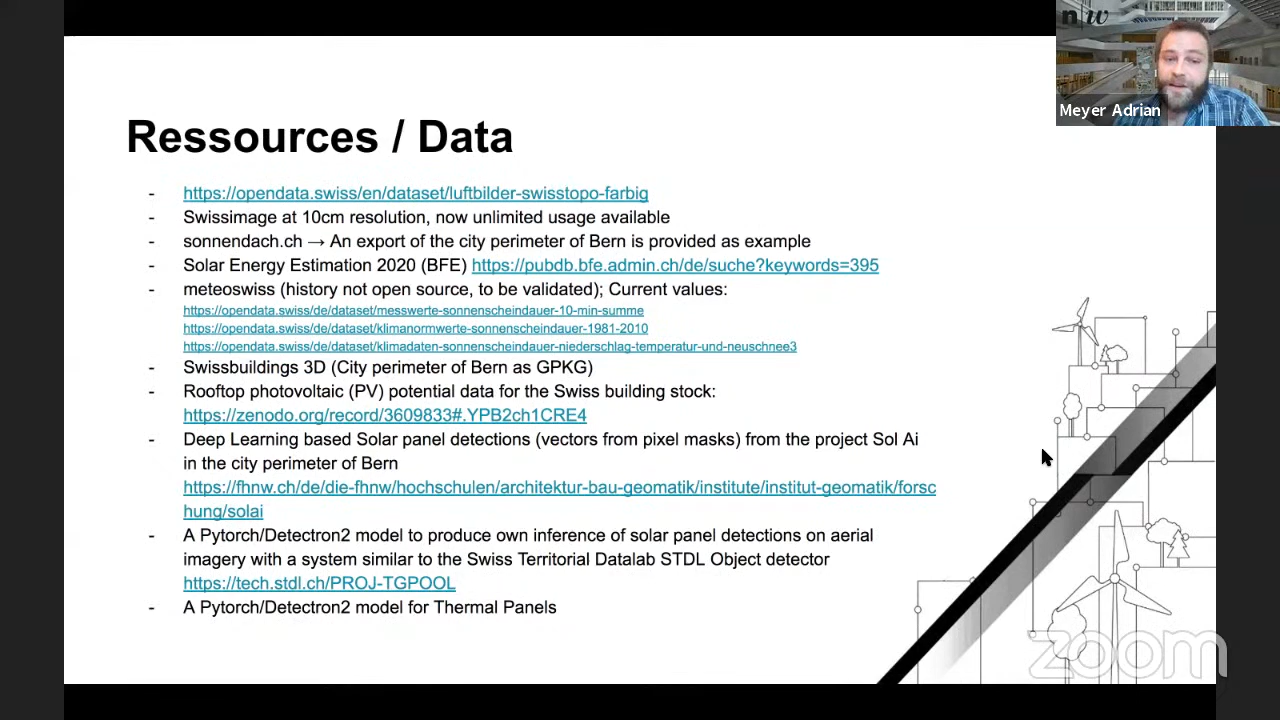 n w
Meyer Adrian
Ressources / Data
- https://opendata.swiss/en/dataset/luftbilder-swisstopo-farbig
- Swissimage at 10cm resolution, now unlimited usage available
- sonnendach.ch → An export of the city perimeter of Bern is provided as example
- Solar Energy Estimation 2020 (BFE) https://pubdb.bfe.admin.ch/de/suche?keywords=395
- meteoswiss (history not open source, to be validated); Current values:
https://opendata.swiss/de/dataset/messwerte-sonnenscheindauer-10-min-summe
https://opendata.swiss/de/dataset/klimanormwerte-sonnenscheindauer-1981-2010
https://opendata.swiss/de/dataset/klimadaten-sonnenscheindauer-niederschlag-temperatur-und-neuschnee3
- Swissbuildings 3D (City perimeter of Bern as GPKG)
- Rooftop photovoltaic (PV) potential data for the Swiss building stock:
https://zenodo.org/record/3609833#.YPB2ch1CRE4
- Deep Learning based Solar panel detections (vectors from pixel masks) from the project Sol Ai
in the city perimeter of Bern
https://fhnw.ch/de/die-fhnw/hochschulen/architektur-bau-geomatik/institute/institut-geomatik/forsc
hung/solai
- A Pytorch/Detectron2 model to produce own inference of solar panel detections on aerial
imagery with a system similar to the Swiss Territorial Datalab STDL Object detector
https://tech.stdl.ch/PROJ-TGPOOL
- A Pytorch/Detectron2 model for Thermal Panels
zoom